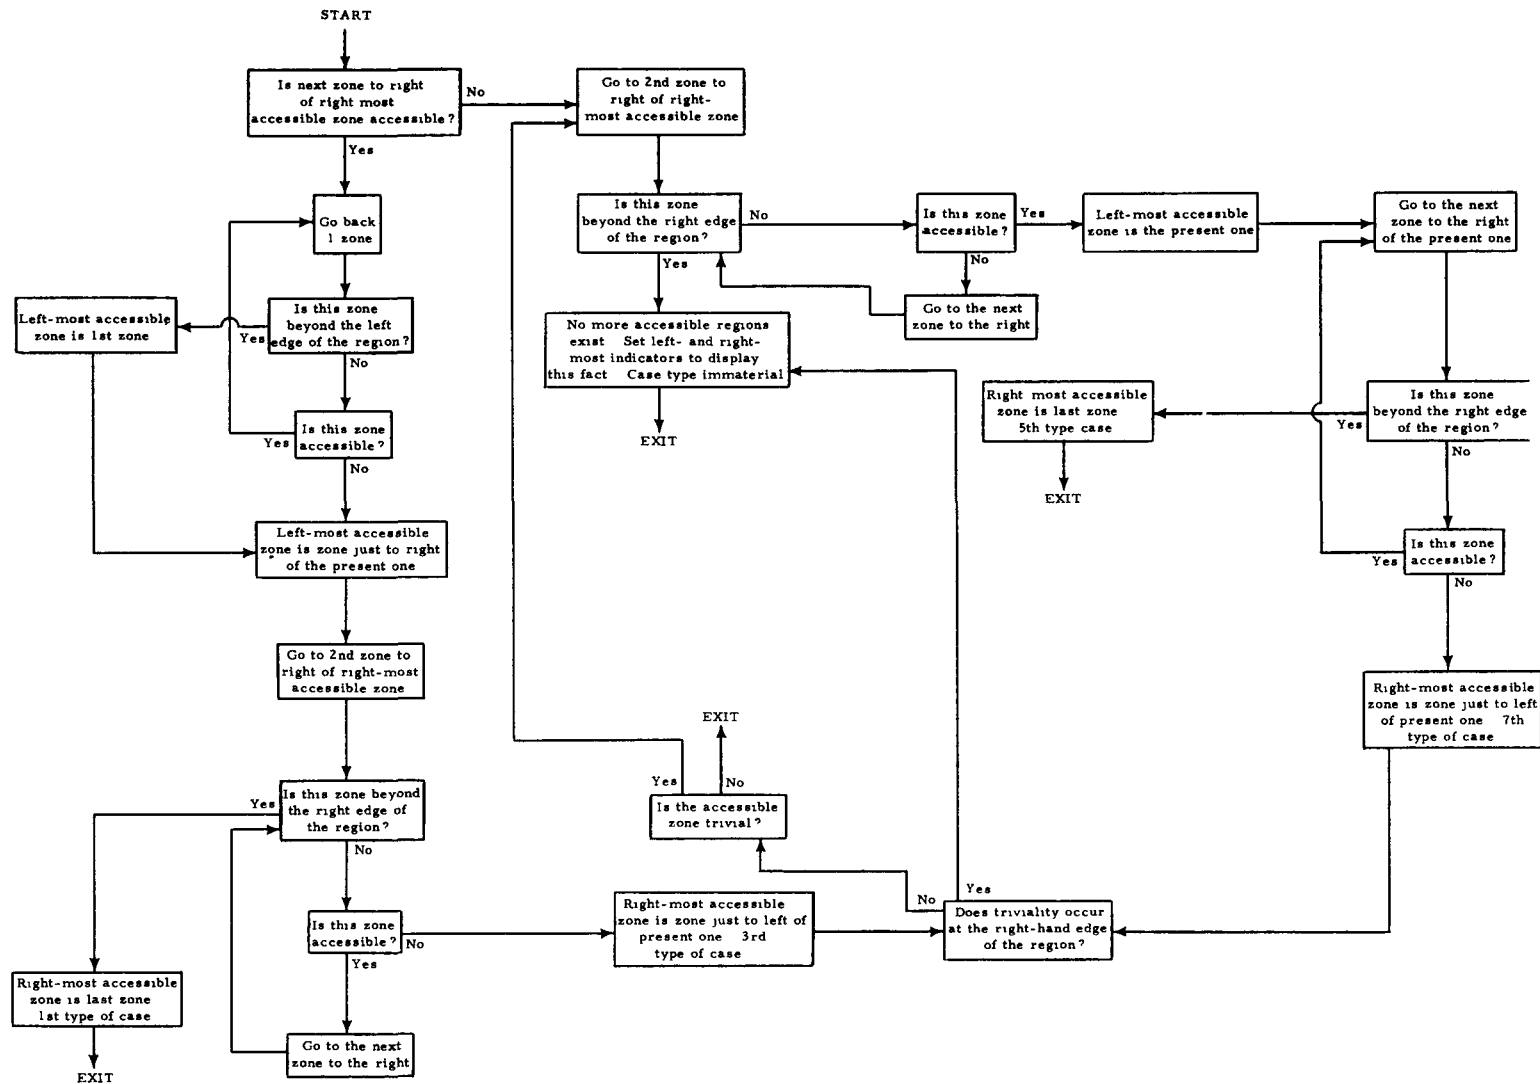 START
Is next zone to right
of right most
accessible zone accessible?
No
Yes
Go to 2nd zone to
right of right-
most accessible zone
Go back
1 zone
Is this zone
beyond the right edge
of the region?
No
Yes
Is this zone
accessible?
Yes
No
Left-most accessible
zone is the present one
Go to the next
zone to the right
of the present one
Go to the next
zone to the right
Left-most accessible
zone is 1st zone
Is this zone
beyond the left
edge of the region?
Yes
No
No more accessible regions
exist Set left- and right-
most indicators to display
this fact Case type immaterial
EXIT
Is this zone
accessible?
Yes
No
Right most accessible
zone is last zone
5th type case
EXIT
Is this zone
beyond the right edge
of the region?
Yes
No
Is this zone
accessible?
Yes
No
Left-most accessible
zone is zone just to right
of the present one
Go to 2nd zone to
right of right-most
accessible zone
Right-most accessible
zone is zone just to left
of present one 7th
type of case
EXIT
Yes
No
Is the accessible
zone trivial?
Is this zone beyond
the right edge of
the region?
Yes
No
Is this zone
accessible?
No
Yes
Right-most accessible
zone is zone just to left of
present one 3rd
type of case
No
Yes
Does triviality occur
at the right-hand edge
of the region?
Right-most accessible
zone is last zone
1st type of case
EXIT
Go to the next
zone to the right